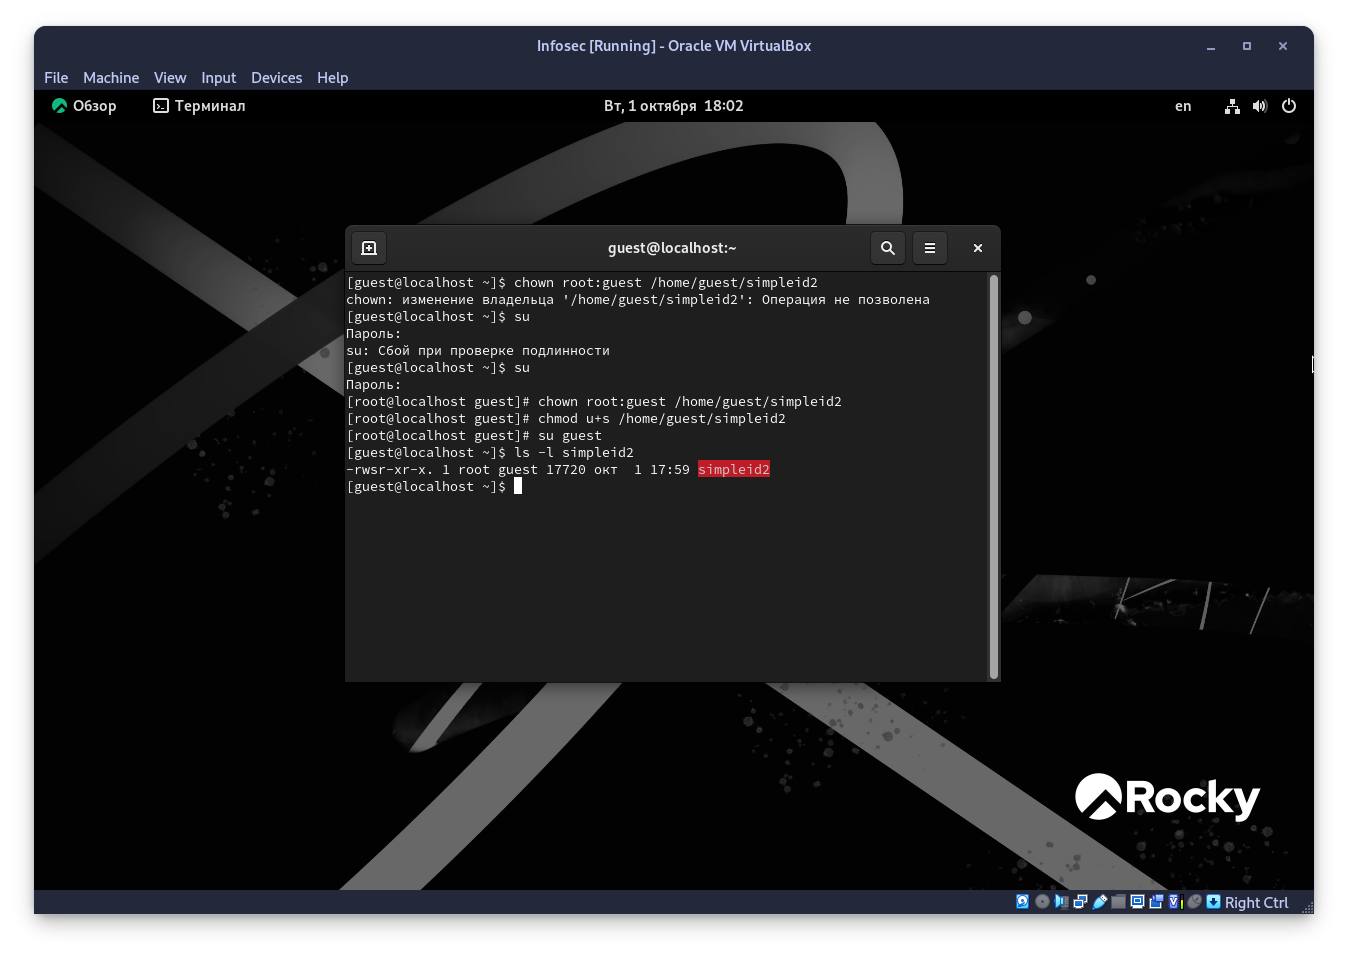 Infosec [Running] - Oracle VM VirtualBox
File Machine View Input Devices Help
Обзор Терминал Вт, 1 октября 18:02 en
guest@localhost:~
[guest@localhost ~]$ chown root:guest /home/guest/simpleid2
chown: изменение владельца '/home/guest/simpleid2': Операция не позволена
[guest@localhost ~]$ su
Пароль:
su: Сбой при проверке подлинности
[guest@localhost ~]$ su
Пароль:
[root@localhost guest]# chown root:guest /home/guest/simpleid2
[root@localhost guest]# chmod u+s /home/guest/simpleid2
[root@localhost guest]# su guest
[guest@localhost ~]$ ls -l simpleid2
-rwsr-xr-x. 1 root guest 17720 окт  1 17:59 simpleid2
[guest@localhost ~]$
Rocky
Right Ctrl